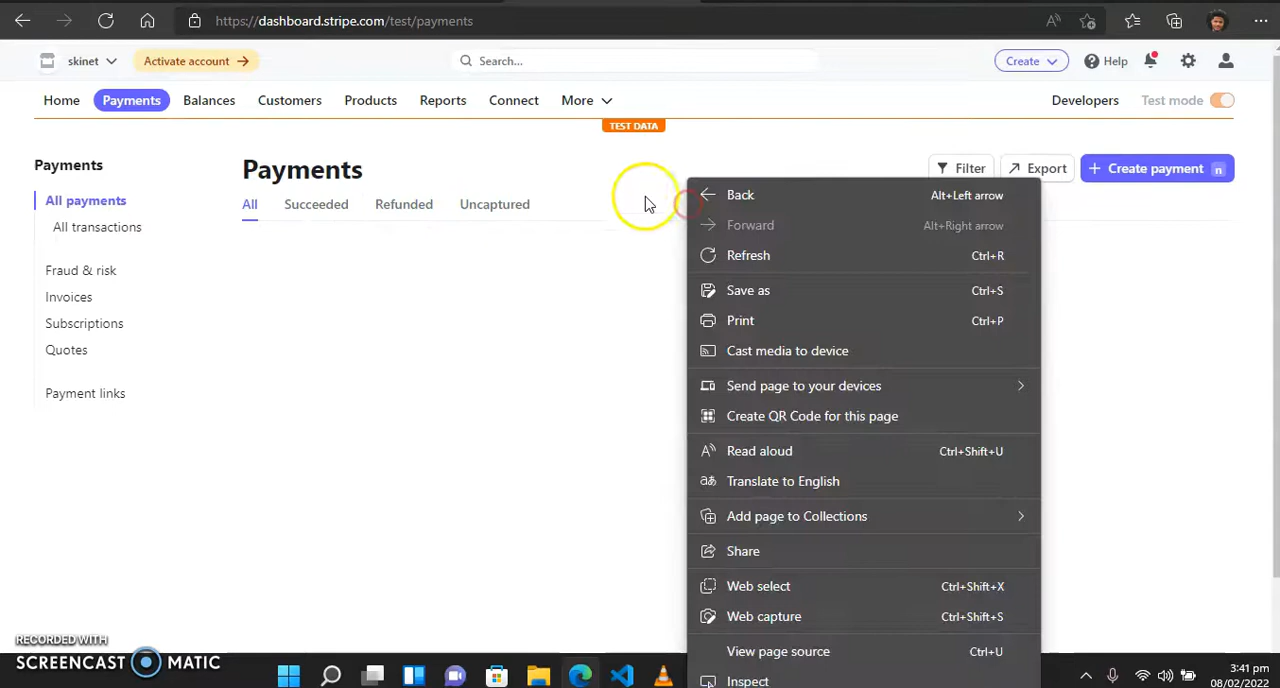 https://dashboard.stripe.com/test/payments
skinet
Activate account →
Search...
Create
Help
Home
Payments
Balances
Customers
Products
Reports
Connect
More
Developers
Test mode
TEST DATA
Payments
All payments
All transactions
Fraud & risk
Invoices
Subscriptions
Quotes
Payment links
Payments
Filter
Export
+ Create payment n
All
Succeeded
Refunded
Uncaptured
Back Alt+Left arrow
Forward Alt+Right arrow
Refresh Ctrl+R
Save as Ctrl+S
Print Ctrl+P
Cast media to device
Send page to your devices
Create QR Code for this page
Read aloud Ctrl+Shift+U
Translate to English
Add page to Collections
Share
Web select Ctrl+Shift+X
Web capture Ctrl+Shift+S
View page source Ctrl+U
Inspect
RECORDED WITH
SCREENCAST MATIC
3:41 pm
08/02/2022